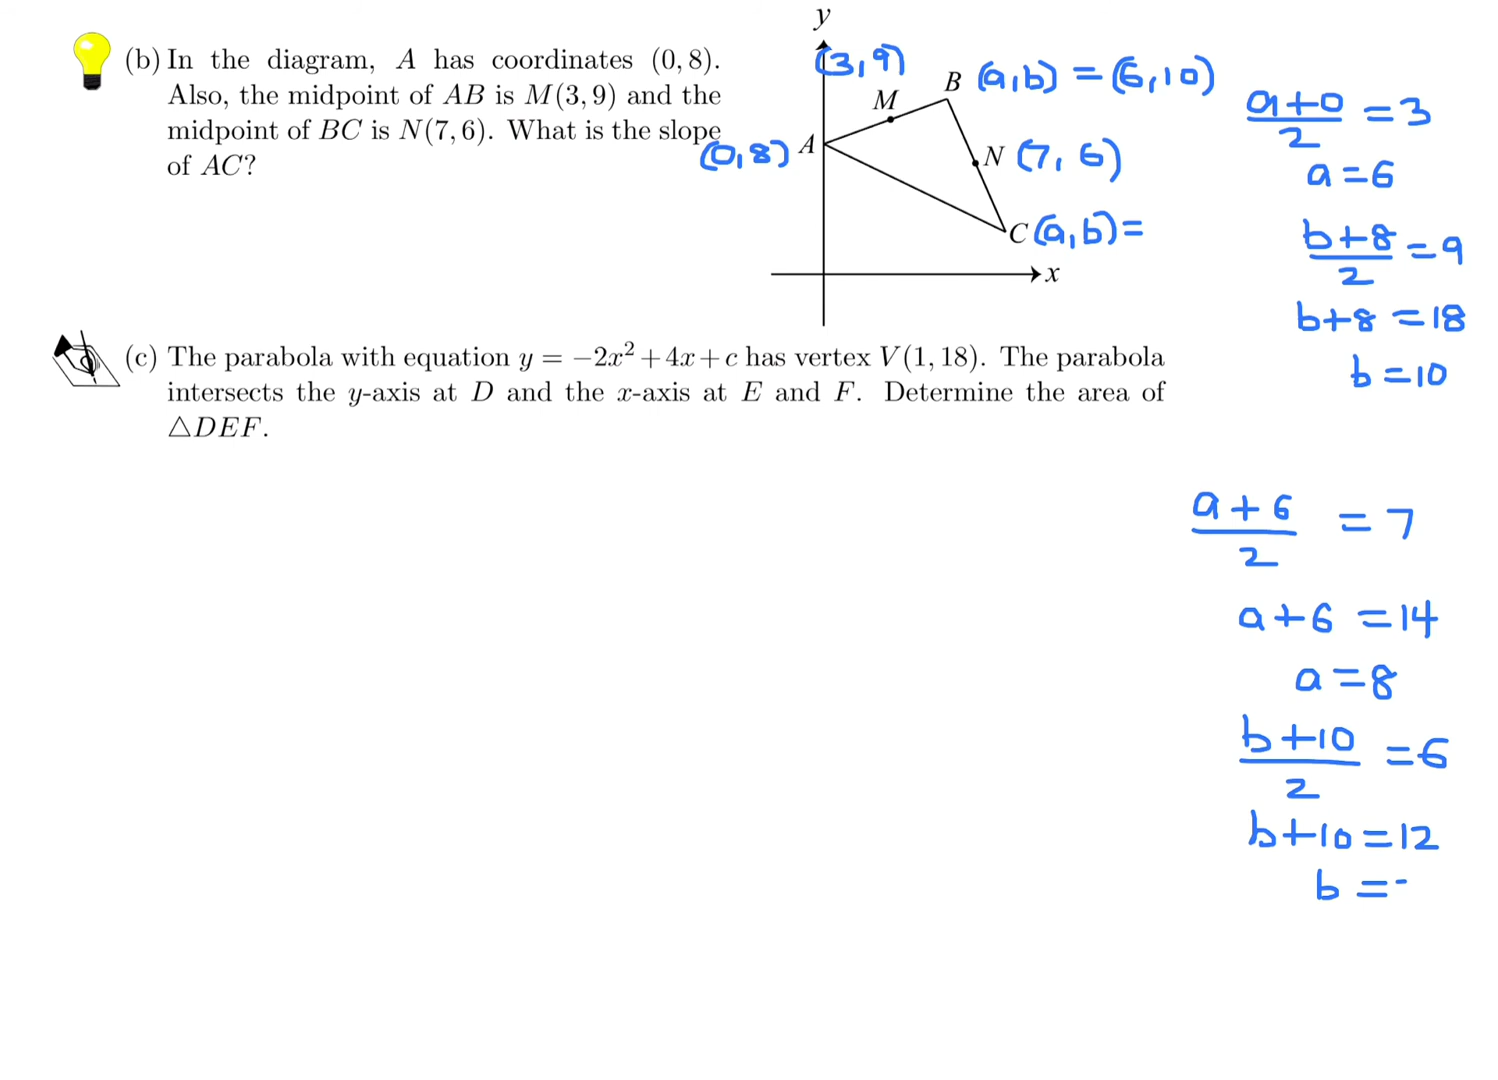 (b) In the diagram, A has coordinates (0, 8).
Also, the midpoint of AB is M(3, 9) and the
midpoint of BC is N(7, 6). What is the slope
of AC?
y
(3,9)
M
B (a,b) = (6,10)
(0,8) A
N (7, 6)
C (a,b) =
x
a+0/2 = 3
a = 6
b+8/2 = 9
b+8 = 18
b = 10
(c) The parabola with equation y = −2x² + 4x + c has vertex V(1, 18). The parabola
intersects the y-axis at D and the x-axis at E and F. Determine the area of
△DEF.
a+6/2 = 7
a+6 = 14
a = 8
b+10/2 = 6
b+10 = 12
b = -